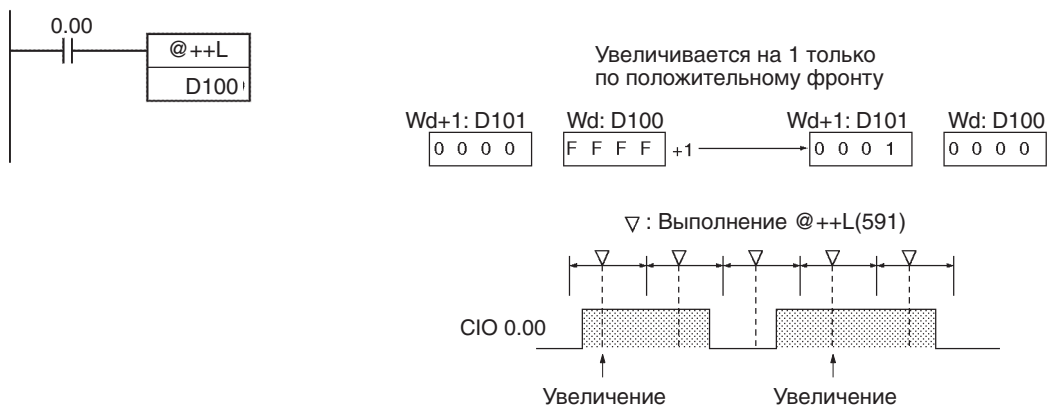 0.00
@++L
D100
Увеличивается на 1 только
по положительному фронту
Wd+1: D101 Wd: D100 Wd+1: D101 Wd: D100
0 0 0 0 F F F F +1 0 0 0 1 0 0 0 0
▽ : Выполнение @++L(591)
CIO 0.00
Увеличение Увеличение